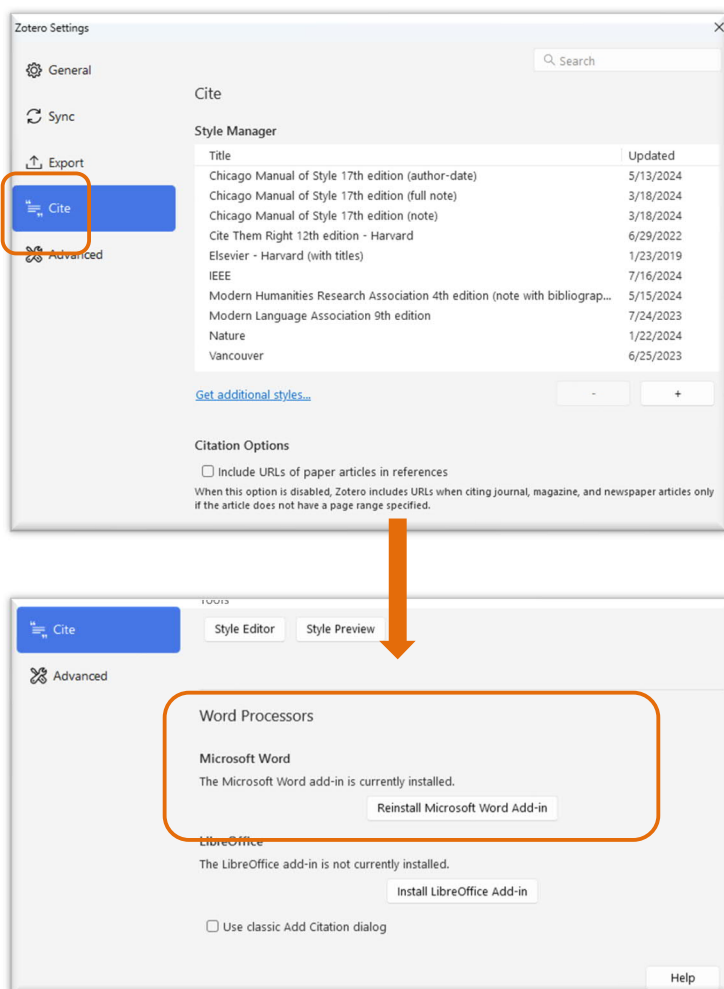 Zotero Settings
General
Search
Cite
Sync
Style Manager
Export
Title Updated
Chicago Manual of Style 17th edition (author-date) 5/13/2024
Chicago Manual of Style 17th edition (full note) 3/18/2024
Cite
Chicago Manual of Style 17th edition (note) 3/18/2024
Cite Them Right 12th edition - Harvard 6/29/2022
Advanced
Elsevier - Harvard (with titles) 1/23/2019
IEEE 7/16/2024
Modern Humanities Research Association 4th edition (note with bibliograp... 5/15/2024
Modern Language Association 9th edition 7/24/2023
Nature 1/22/2024
Vancouver 6/25/2023
Get additional styles...
- +
Citation Options
Include URLs of paper articles in references
When this option is disabled, Zotero includes URLs when citing journal, magazine, and newspaper articles only
if the article does not have a page range specified.
Tools
Cite
Style Editor Style Preview
Advanced
Word Processors
Microsoft Word
The Microsoft Word add-in is currently installed.
Reinstall Microsoft Word Add-in
LibreOffice
The LibreOffice add-in is not currently installed.
Install LibreOffice Add-in
Use classic Add Citation dialog
Help